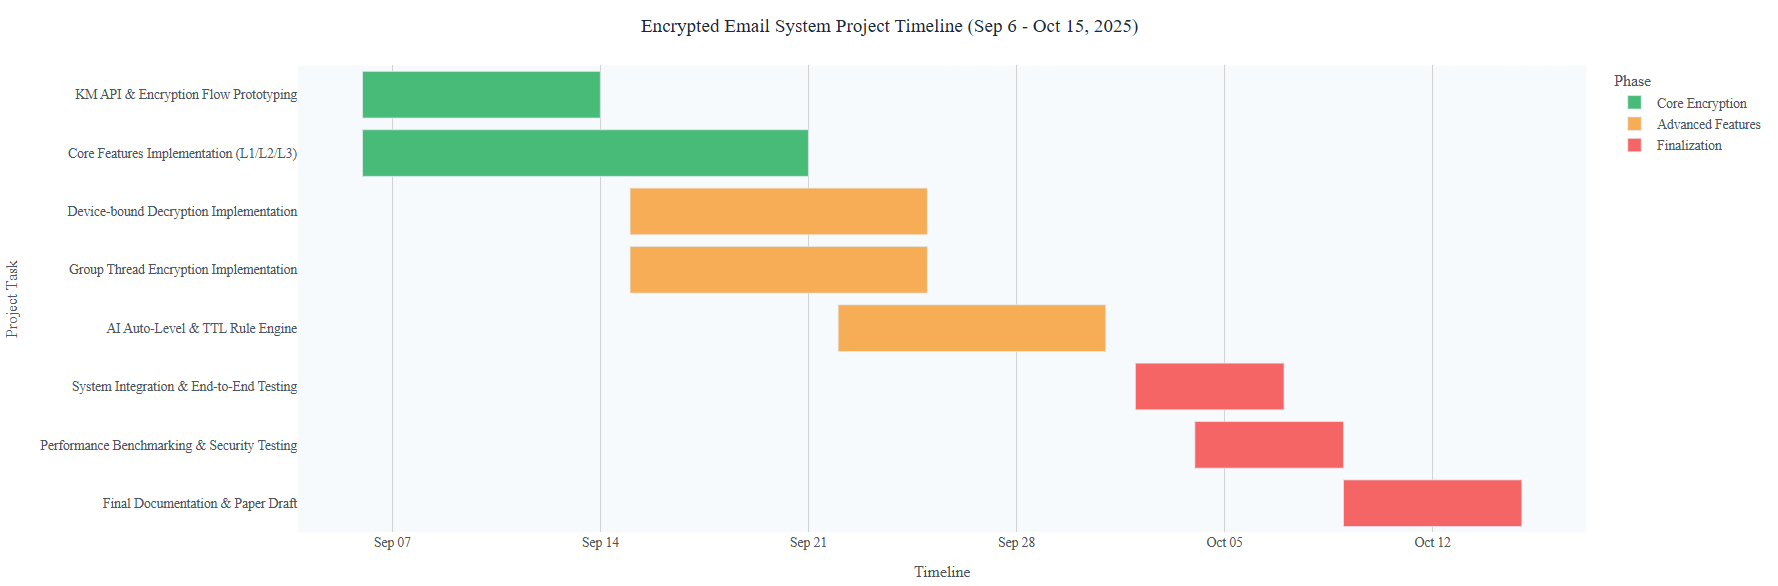 Encrypted Email System Project Timeline (Sep 6 - Oct 15, 2025)
Project Task
KM API & Encryption Flow Prototyping
Core Features Implementation (L1/L2/L3)
Device-bound Decryption Implementation
Group Thread Encryption Implementation
AI Auto-Level & TTL Rule Engine
System Integration & End-to-End Testing
Performance Benchmarking & Security Testing
Final Documentation & Paper Draft
Sep 07
Sep 14
Sep 21
Sep 28
Oct 05
Oct 12
Timeline
Phase
Core Encryption
Advanced Features
Finalization